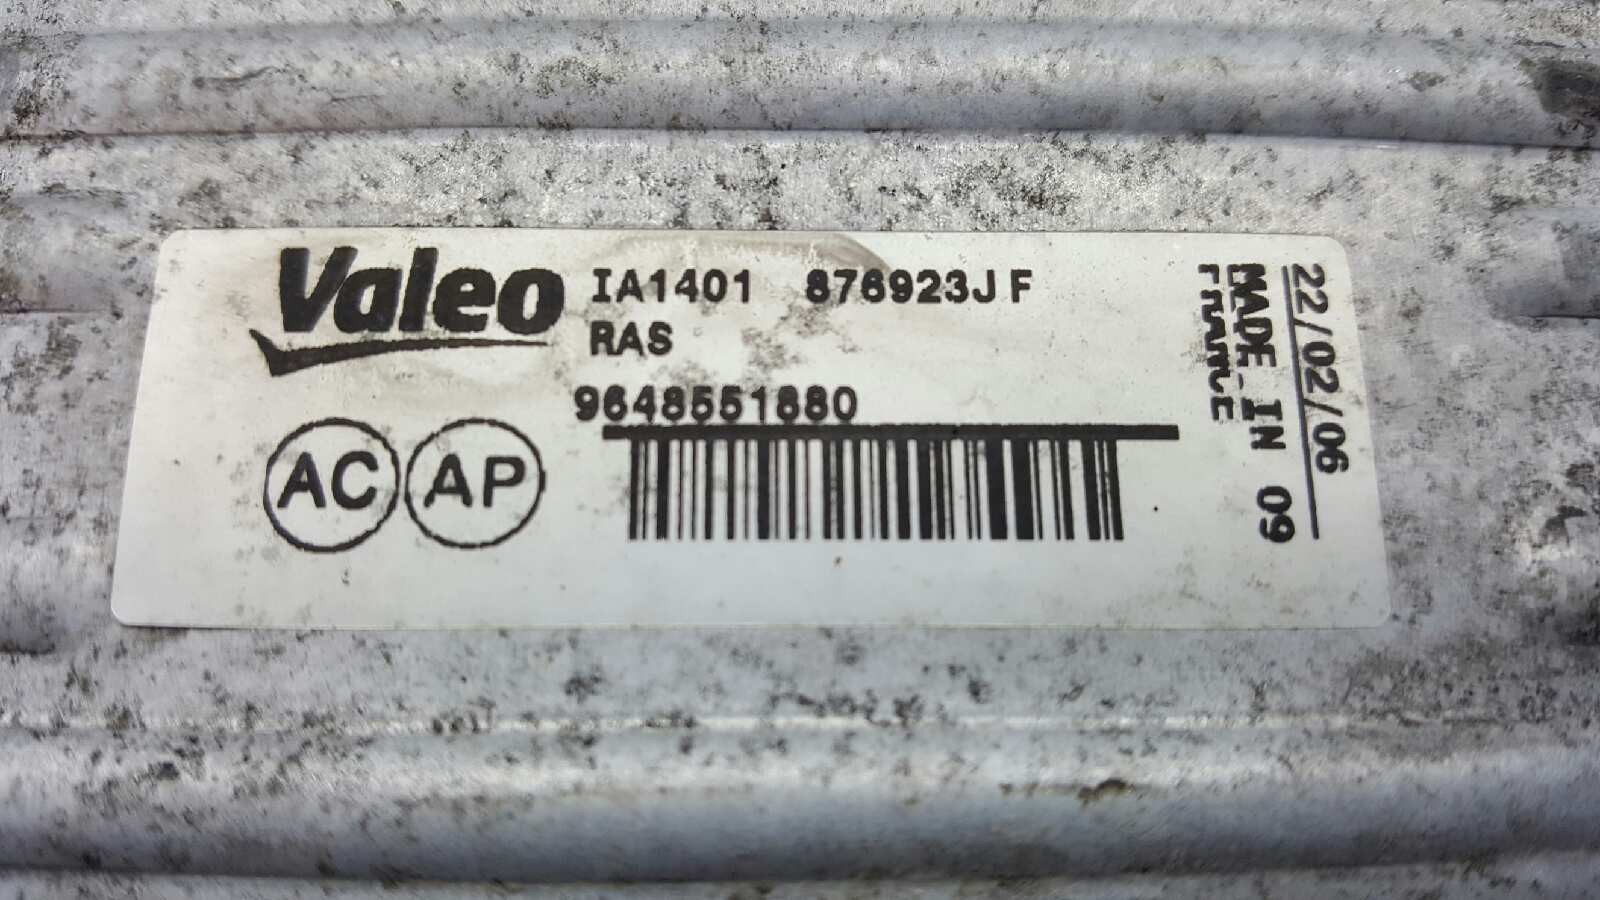 Valeo
IA1401 876923J F
RAS
9648551880
AC AP
22/02/06
MADE IN 09
FRANCE